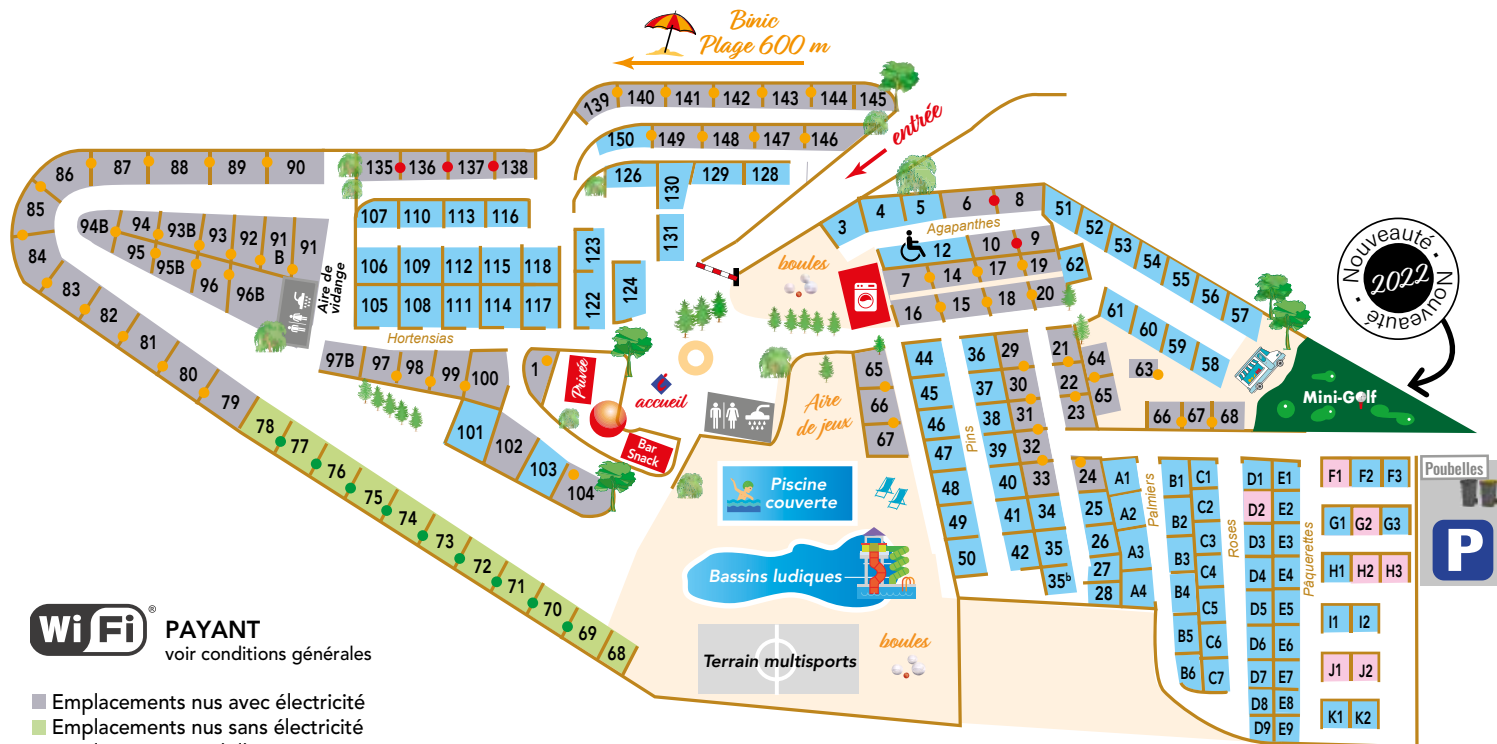 Binic
Plage 600 m
entrée
139 140 141 142 143 144 145
150 149 148 147 146
126 130 129 128
131
86 87 88 89 90
135 136 137 138
85
84
94B 94 93B 93 92 91B 91
95 95B 96 96B
Aire de vidange
107 110 113 116
106 109 112 115 118
105 108 111 114 117
123
122
124
Hortensias
83
82
81
80
79
97B 97 98 99 100
101 102 103 104
1
Privée
accueil
Bar
Snack
boules
3 4 5 6 8
Agapanthes
12 10 9
7 14 17 19 62
16 15 18 20
51 52 53 54 55 56 57
61 60 59 58
Nouveauté · Nouveauté ·
2022
Mini-Golf
63
66 67 68
65
66
67
Aire
de jeux
44
45
46
47
48
49
50
Pins
36
37
38
39
40
41
42
29
30
31
32
33
34
35
35b
21 64
22 65
23
24
25
26
27
28
A1
A2
A3
A4
Palmiers
B1
B2
B3
B4
B5
B6
C1
C2
C3
C4
C5
C6
C7
Roses
D1 E1
D2 E2
D3 E3
D4 E4
D5 E5
D6 E6
D7 E7
D8 E8
D9 E9
Pâquerettes
F1 F2 F3
G1 G2 G3
H1 H2 H3
I1 I2
J1 J2
K1 K2
Poubelles
P
78
77
76
75
74
73
72
71
70
69
68
Piscine
couverte
Bassins ludiques
Terrain multisports
boules
WiFi ® PAYANT
voir conditions générales
Emplacements nus avec électricité
Emplacements nus sans électricité